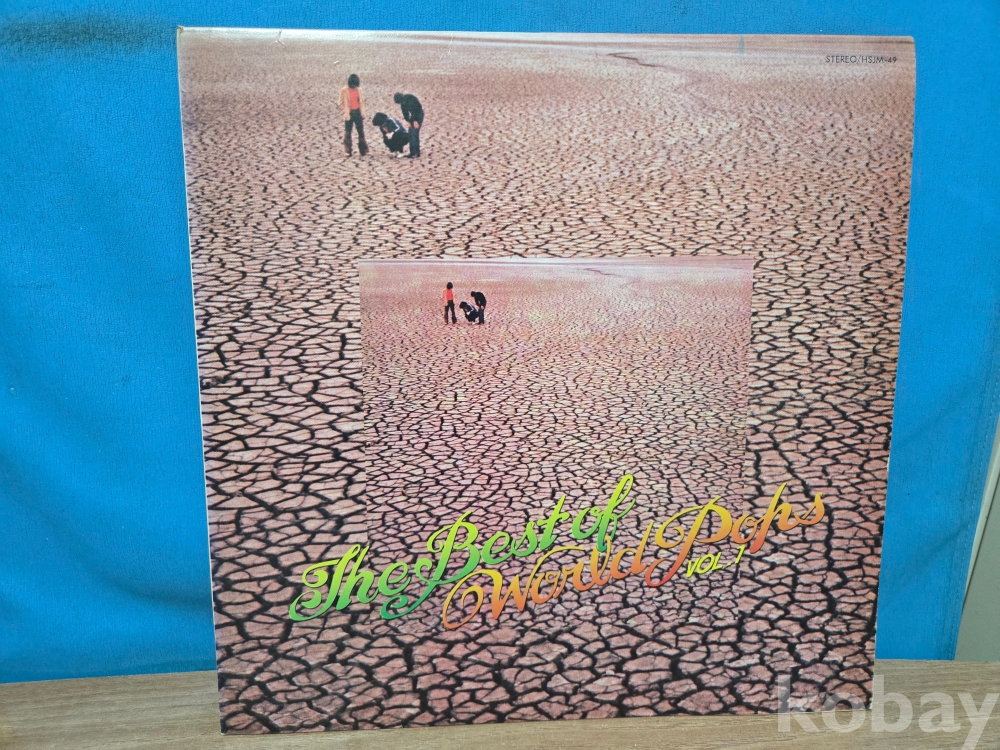 STEREO/HSJM-49
The Best of
World Pops
VOL.1
kobay